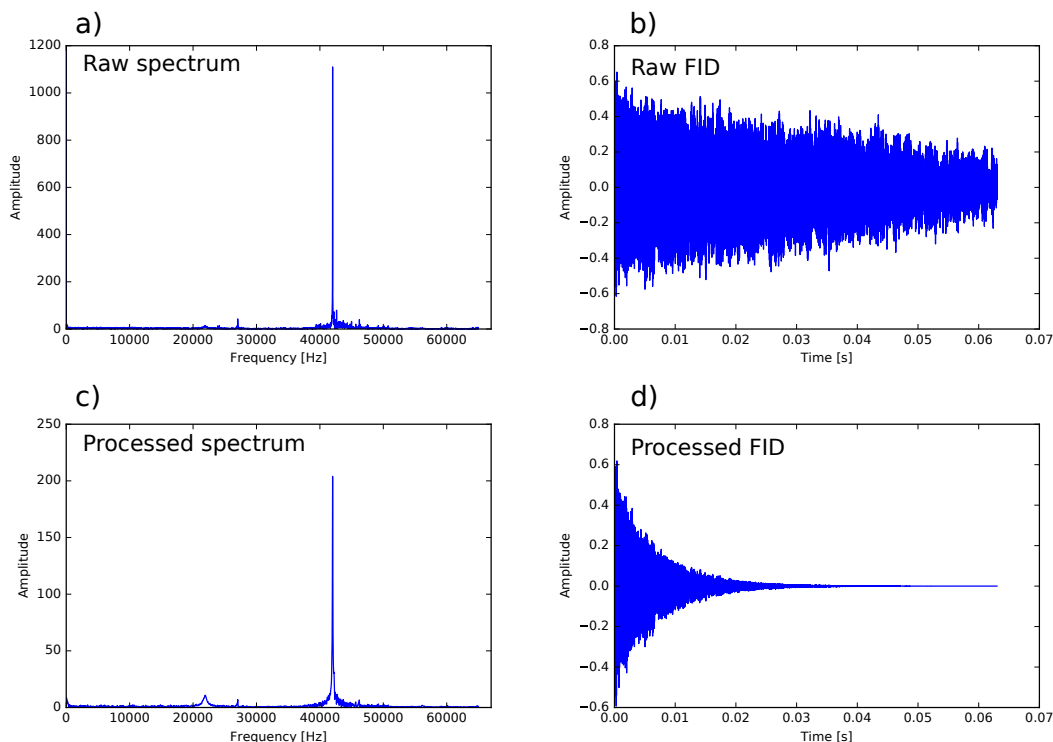 a)
Raw spectrum
1200
1000
800
600
400
200
0
Amplitude
0 10000 20000 30000 40000 50000 60000
Frequency [Hz]
b)
Raw FID
0.8
0.6
0.4
0.2
0.0
−0.2
−0.4
−0.6
−0.8
Amplitude
0.00 0.01 0.02 0.03 0.04 0.05 0.06 0.07
Time [s]
c)
Processed spectrum
250
200
150
100
50
0
Amplitude
0 10000 20000 30000 40000 50000 60000
Frequency [Hz]
d)
Processed FID
0.8
0.6
0.4
0.2
0.0
−0.2
−0.4
−0.6
Amplitude
0.00 0.01 0.02 0.03 0.04 0.05 0.06 0.07
Time [s]